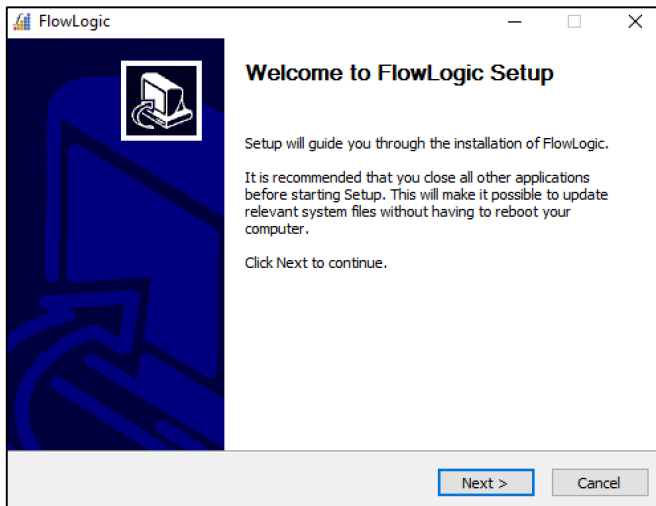 FlowLogic
Welcome to FlowLogic Setup
Setup will guide you through the installation of FlowLogic.
It is recommended that you close all other applications
before starting Setup. This will make it possible to update
relevant system files without having to reboot your
computer.
Click Next to continue.
Next >
Cancel